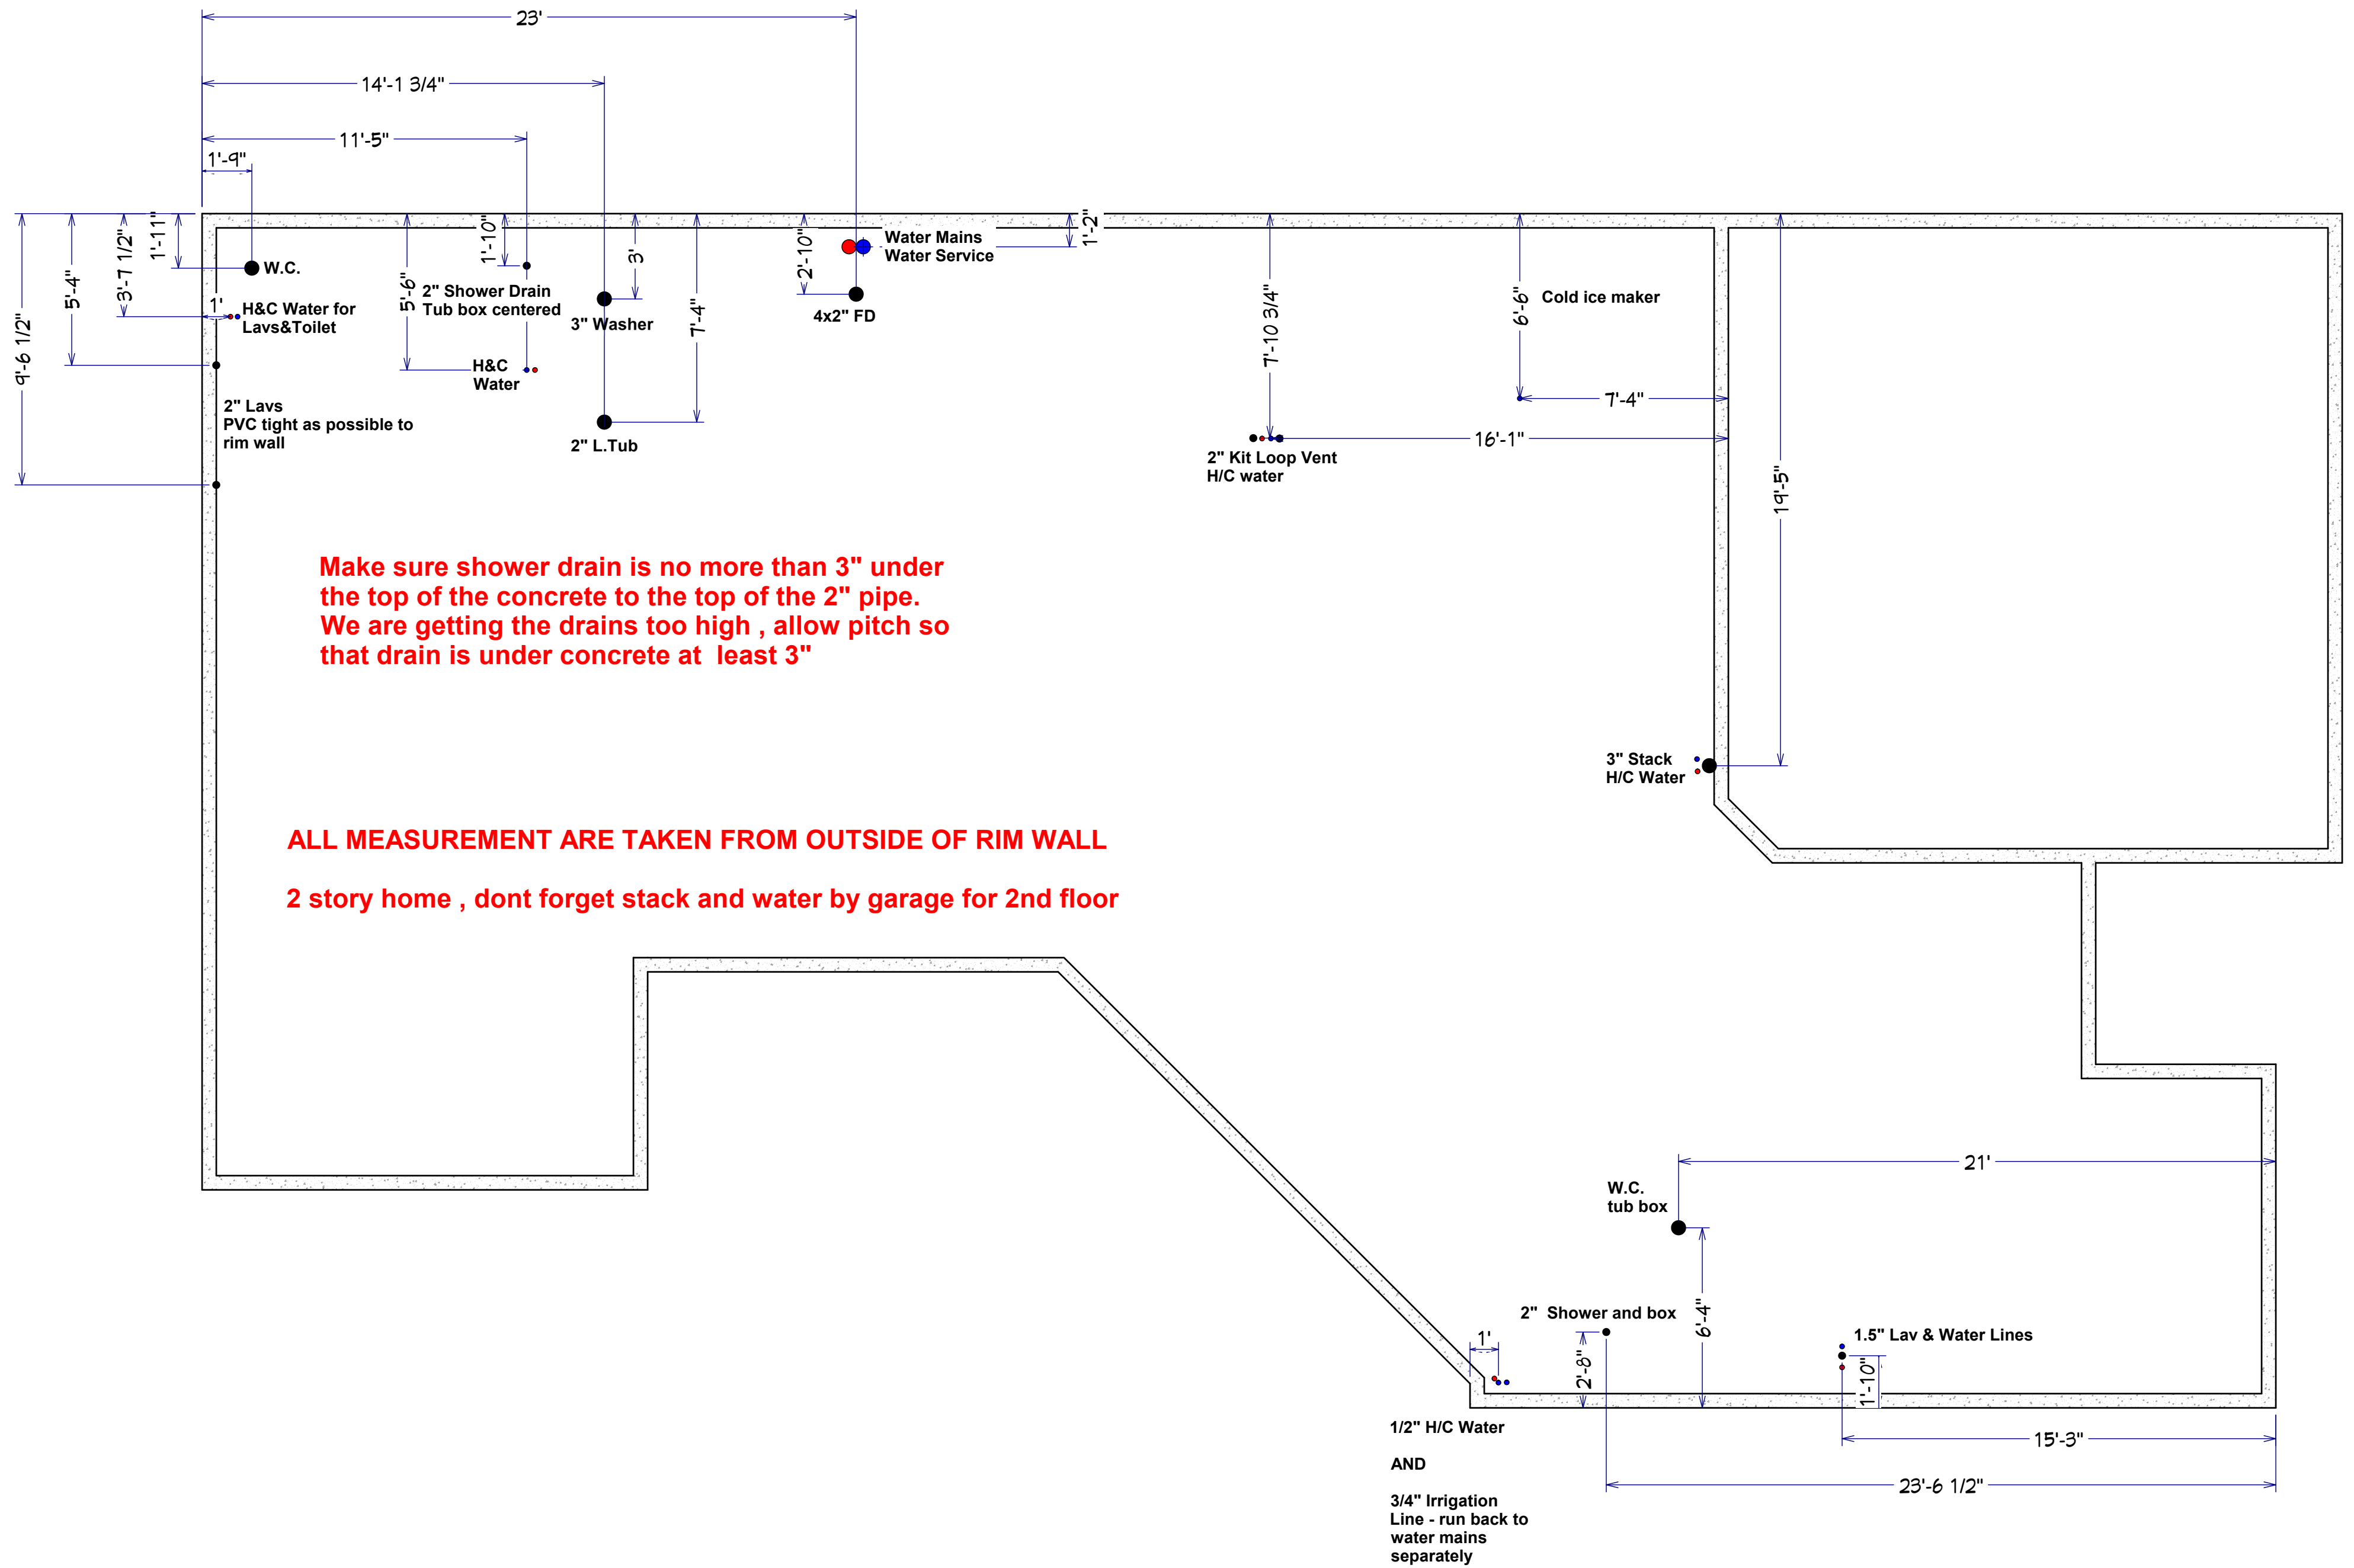 23'
14'-1 3/4"
11'-5"
1'-9"
9'-6 1/2"
5'-4"
3'-7 1/2"
1'-11"
W.C.
1'
H&C Water for
Lavs&Toilet
2" Lavs
PVC tight as possible to
rim wall
5'-6"
1'-10"
2" Shower Drain
Tub box centered
H&C
Water
3'
3" Washer
7'-4"
2" L.Tub
2'-10"
4x2" FD
Water Mains
Water Service
1'-2"
7'-10 3/4"
2" Kit Loop Vent
H/C water
6'-6"
Cold ice maker
7'-4"
16'-1"
19'-5"
3" Stack
H/C Water
Make sure shower drain is no more than 3" under
the top of the concrete to the top of the 2" pipe.
We are getting the drains too high , allow pitch so
that drain is under concrete at  least 3"
ALL MEASUREMENT ARE TAKEN FROM OUTSIDE OF RIM WALL
2 story home , dont forget stack and water by garage for 2nd floor
21'
W.C.
tub box
6'-4"
2"  Shower and box
2'-8"
1'
1.5" Lav & Water Lines
1'-10"
15'-3"
23'-6 1/2"
1/2" H/C Water
AND
3/4" Irrigation
Line - run back to
water mains
separately